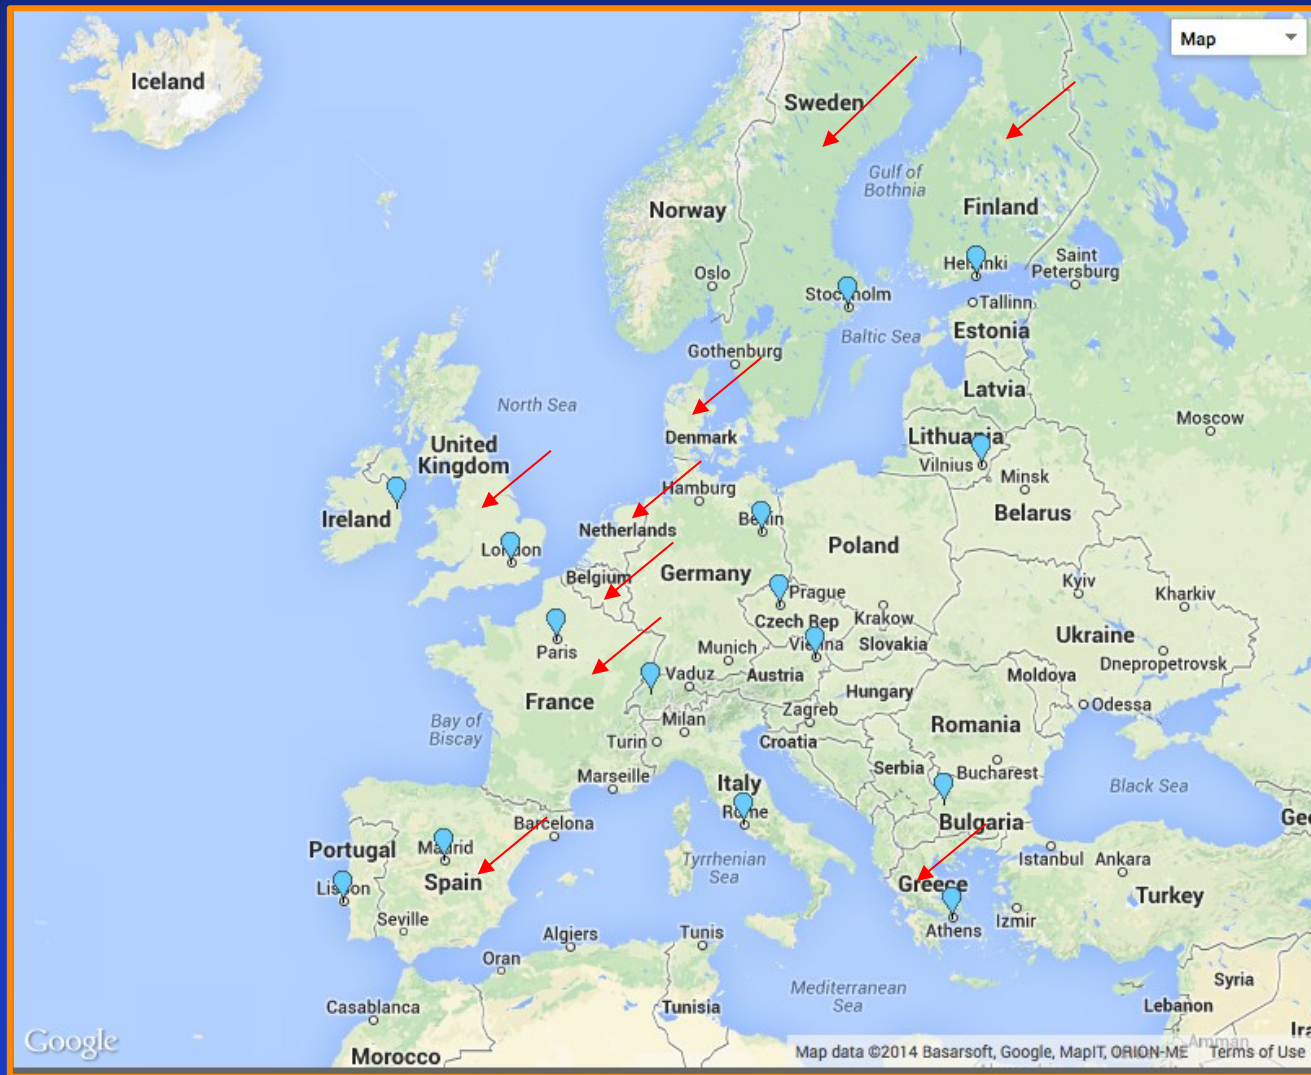 Map
Iceland
Sweden
Gulf of
Bothnia
Norway
Finland
Oslo
Helsinki
Saint
Petersburg
Stockholm
Tallinn
Baltic Sea
Estonia
Gothenburg
Latvia
North Sea
Moscow
Denmark
Lithuania
United
Kingdom
Vilnius
Minsk
Hamburg
Ireland
Belarus
Netherlands
Berlin
London
Poland
Belgium
Germany
Kyiv
Kharkiv
Prague
Czech Rep
Krakow
Ukraine
Paris
Munich
Vienna
Slovakia
Dnepropetrovsk
Vaduz
Austria
Moldova
France
Hungary
Odessa
Zagreb
Milan
Romania
Bay of
Biscay
Turin
Croatia
Serbia
Bucharest
Marseille
Italy
Black Sea
Rome
Barcelona
Bulgaria
Geo
Portugal
Madrid
Istanbul
Ankara
Tyrrhenian
Sea
Spain
Lisbon
Greece
Turkey
Seville
Athens
Izmir
Algiers
Tunis
Oran
Syria
Mediterranean
Sea
Casablanca
Tunisia
Lebanon
Ira
Google
Amman
Morocco
Map data ©2014 Basarsoft, Google, MapIT, ORION-ME
Terms of Use